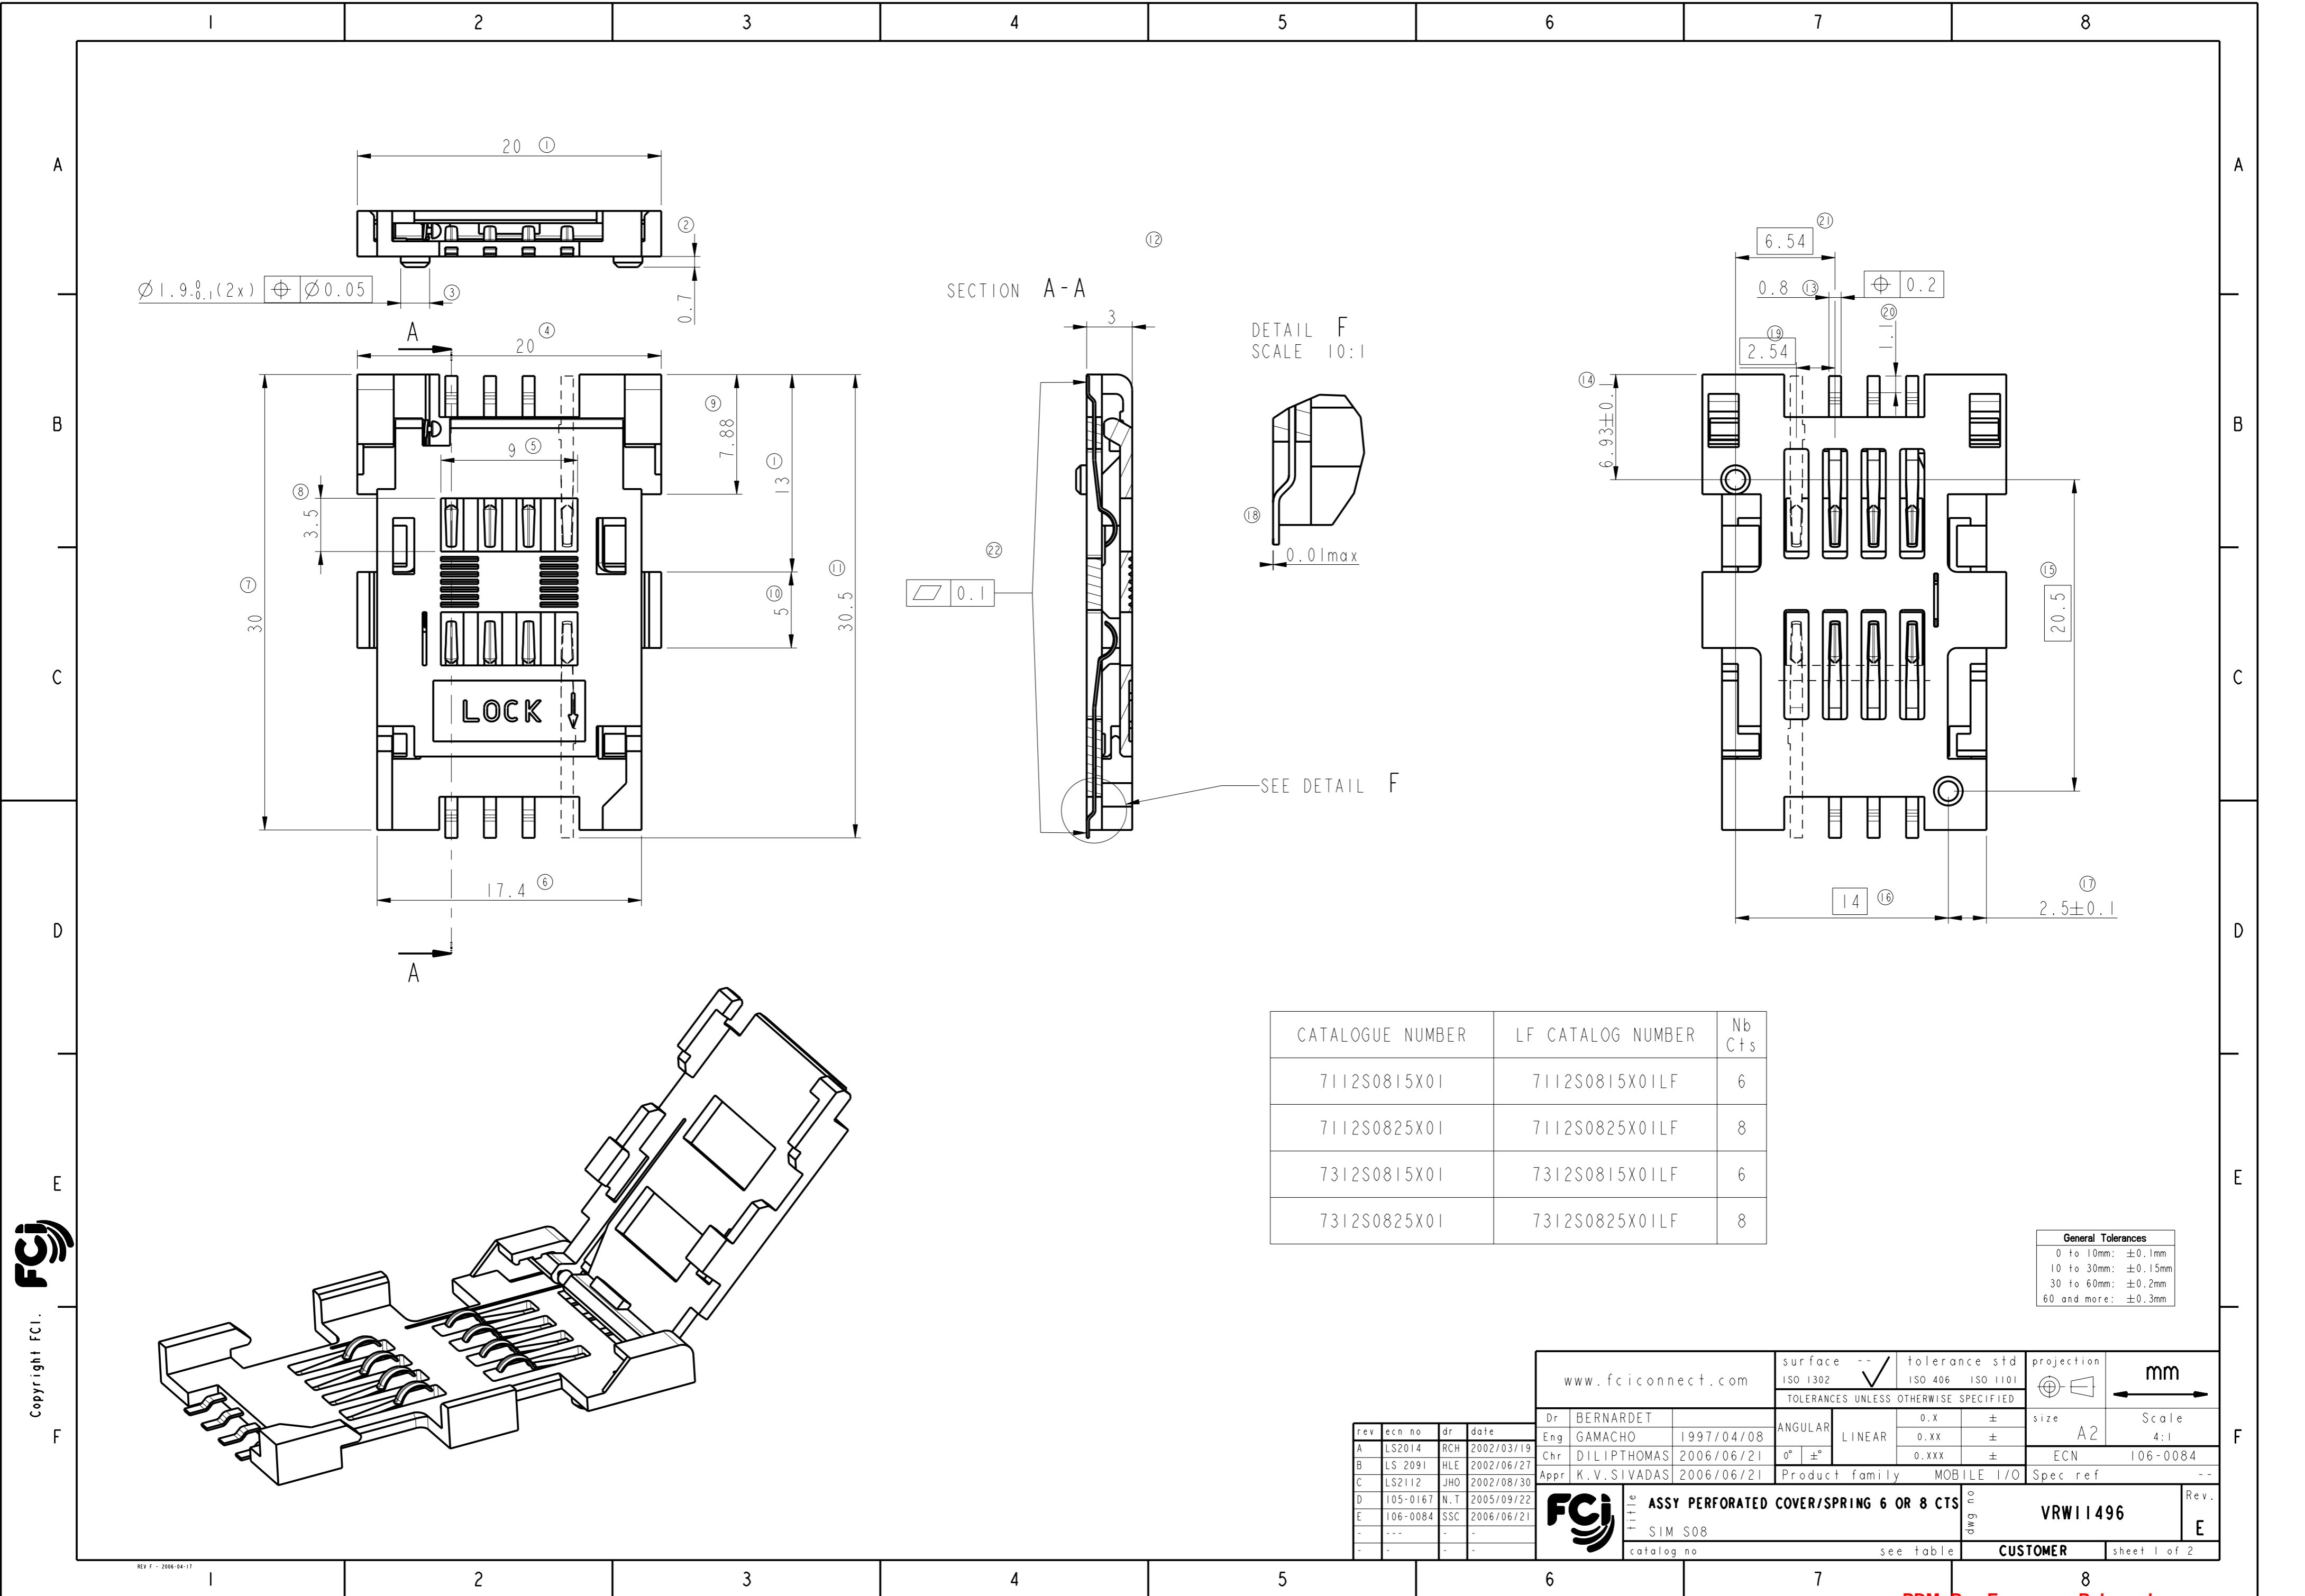 1 2 3 4 5 6 7 8
A A
B B
C C
D D
E E
F F
20 ①
②
0.7
Ø1.9 0 -0.1 (2x) ⌖ Ø0.05 ③
A
20 ④
9 ⑤
⑧ 3.5
⑦ 30
7.88 ⑨
13 ①
5 ⑩
30.5 ⑪
LOCK
17.4 ⑥
A
⑫
SECTION A-A
3
DETAIL F
SCALE 10:1
⑱
0.01max
㉒
⏥ 0.1
SEE DETAIL F
6.54 ㉑
0.8 ⑬ ⌖ 0.2
2.54 ⑲
1.1 ⑳
⑭ 6.93±0.1
⑮ 20.5
14 ⑯
⑰ 2.5±0.1
CATALOGUE NUMBER LF CATALOG NUMBER Nb Cts
7112S0815X01 7112S0815X01LF 6
7112S0825X01 7112S0825X01LF 8
7312S0815X01 7312S0815X01LF 6
7312S0825X01 7312S0825X01LF 8
General Tolerances
0 to 10mm: ±0.1mm
10 to 30mm: ±0.15mm
30 to 60mm: ±0.2mm
60 and more: ±0.3mm
FCi
Copyright FCI.
rev ecn no dr date
A LS2014 RCH 2002/03/19
B LS 2091 HLE 2002/06/27
C LS2112 JHO 2002/08/30
D 105-0167 N.T 2005/09/22
E 106-0084 SSC 2006/06/21
- --- - -
- - - -
www.fciconnect.com
surface -- ISO 1302
tolerance std ISO 406 ISO 1101
projection
mm
TOLERANCES UNLESS OTHERWISE SPECIFIED
Dr BERNARDET
Eng GAMACHO 1997/04/08
Chr DILIPTHOMAS 2006/06/21
Appr K.V.SIVADAS 2006/06/21
ANGULAR 0° ±°
LINEAR
0.X ±
0.XX ±
0.XXX ±
size A2
Scale 4:1
ECN 106-0084
Product family MOBILE I/O
Spec ref --
FCi
title ASSY PERFORATED COVER/SPRING 6 OR 8 CTS
SIM S08
dwg no VRW11496
Rev. E
catalog no see table
CUSTOMER
sheet 1 of 2
REV F - 2006-04-17
1 2 3 4 5 6 7 8